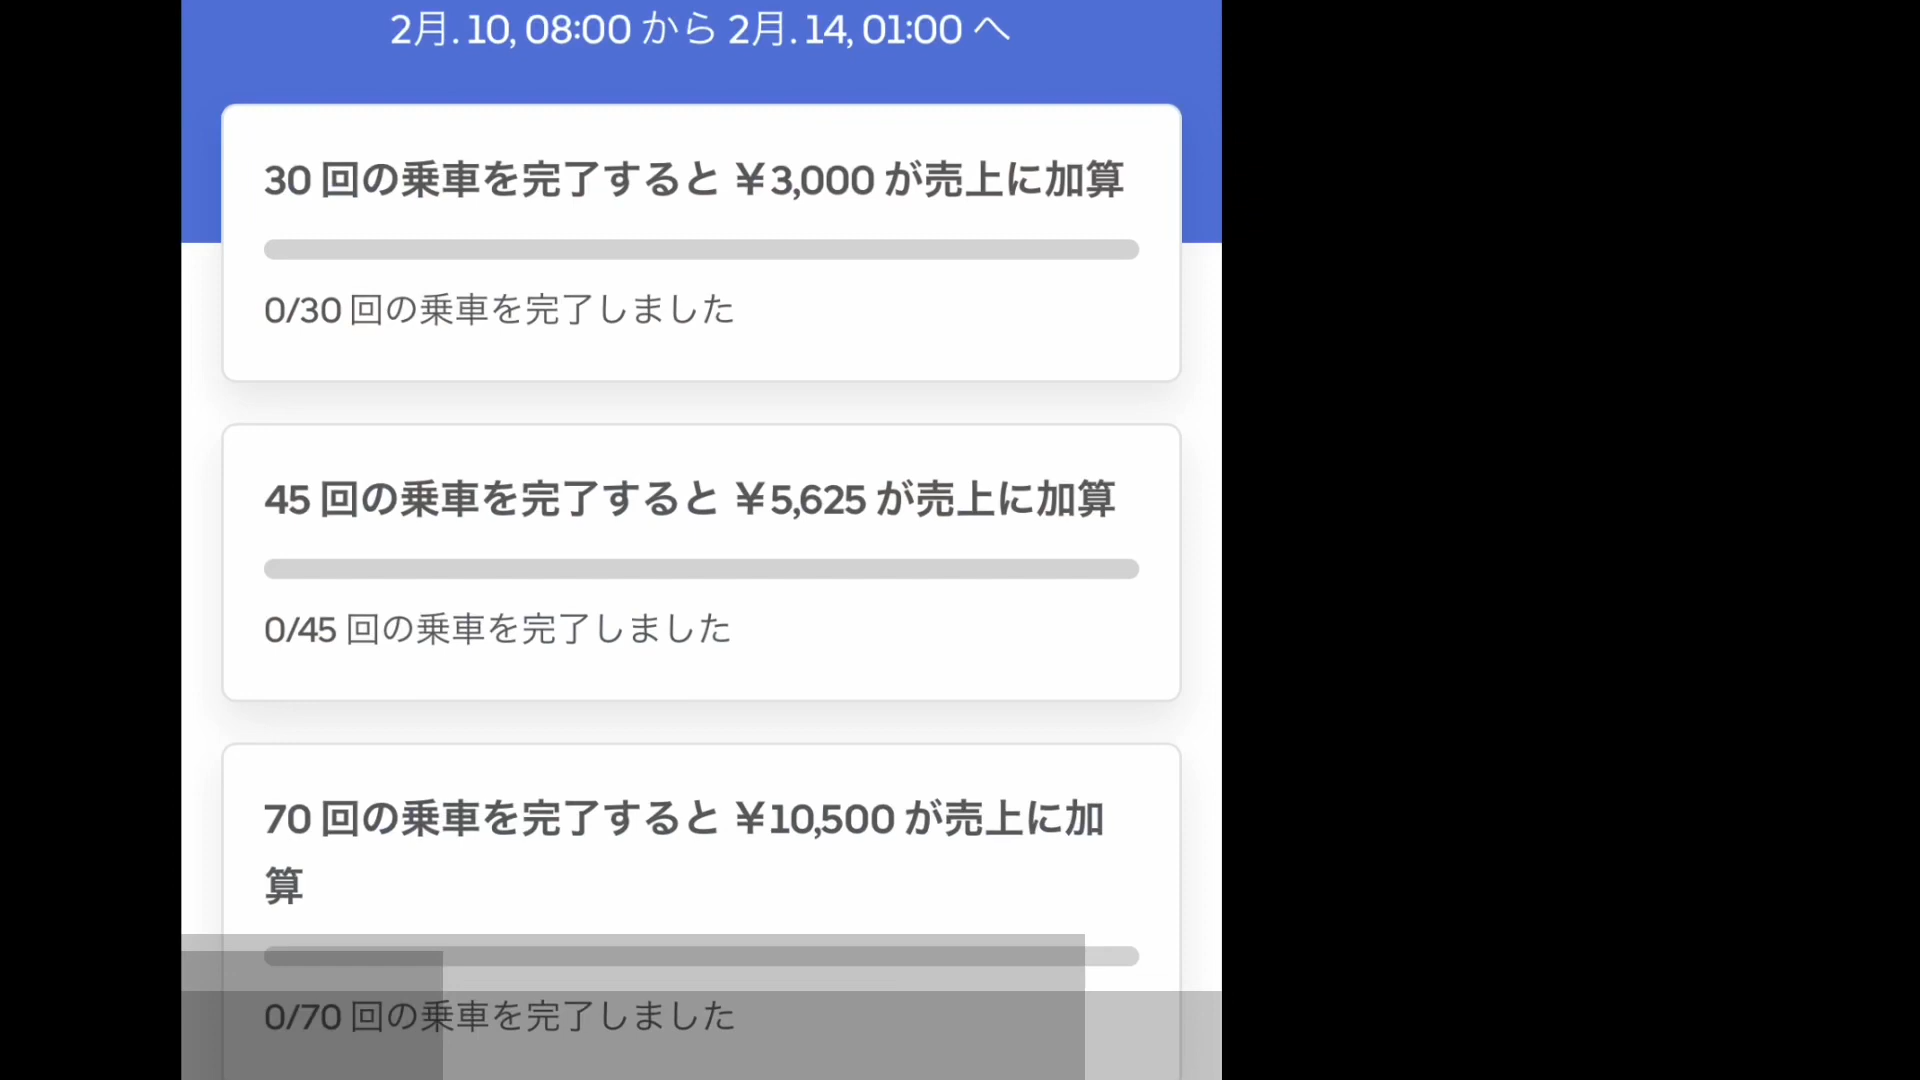 2月. 10, 08:00 から 2月. 14, 01:00 へ
30 回の乗車を完了すると ￥3,000 が売上に加算
0/30 回の乗車を完了しました
45 回の乗車を完了すると ￥5,625 が売上に加算
0/45 回の乗車を完了しました
70 回の乗車を完了すると ￥10,500 が売上に加
算
0/70 回の乗車を完了しました